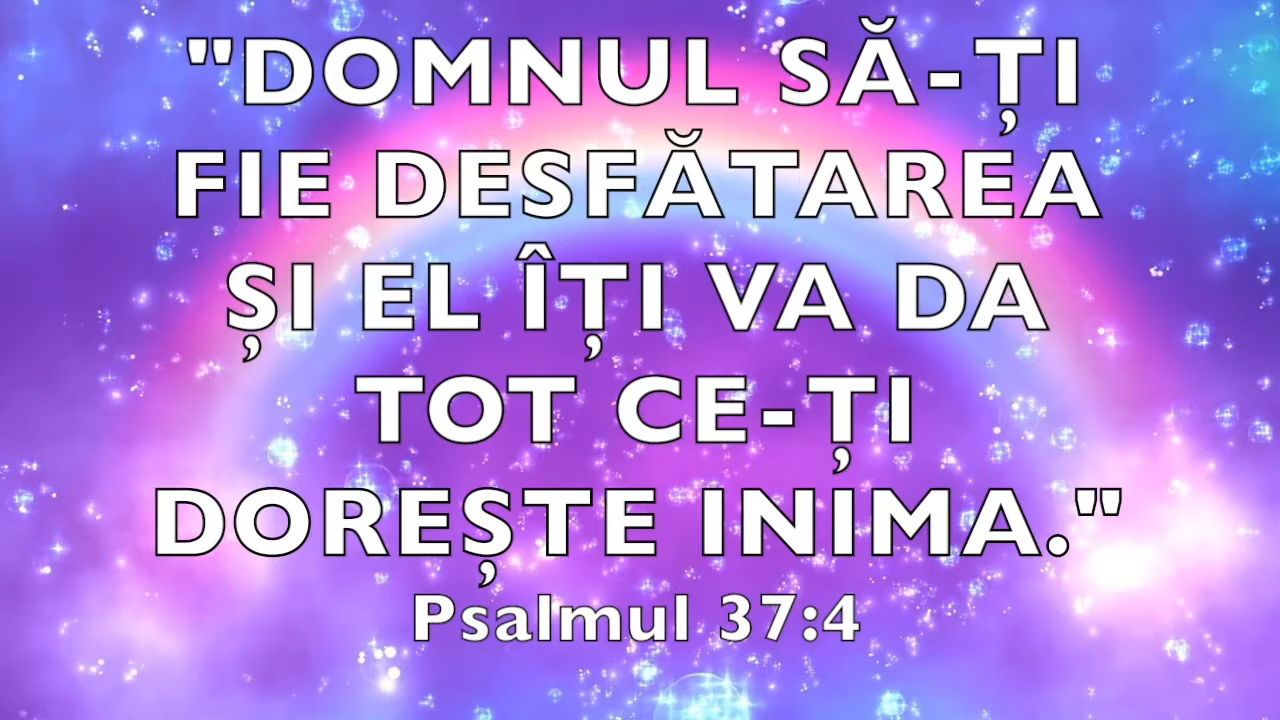 "DOMNUL SĂ-ȚI
FIE DESFĂTAREA
ȘI EL ÎȚI VA DA
TOT CE-ȚI
DOREȘTE INIMA."
Psalmul 37:4